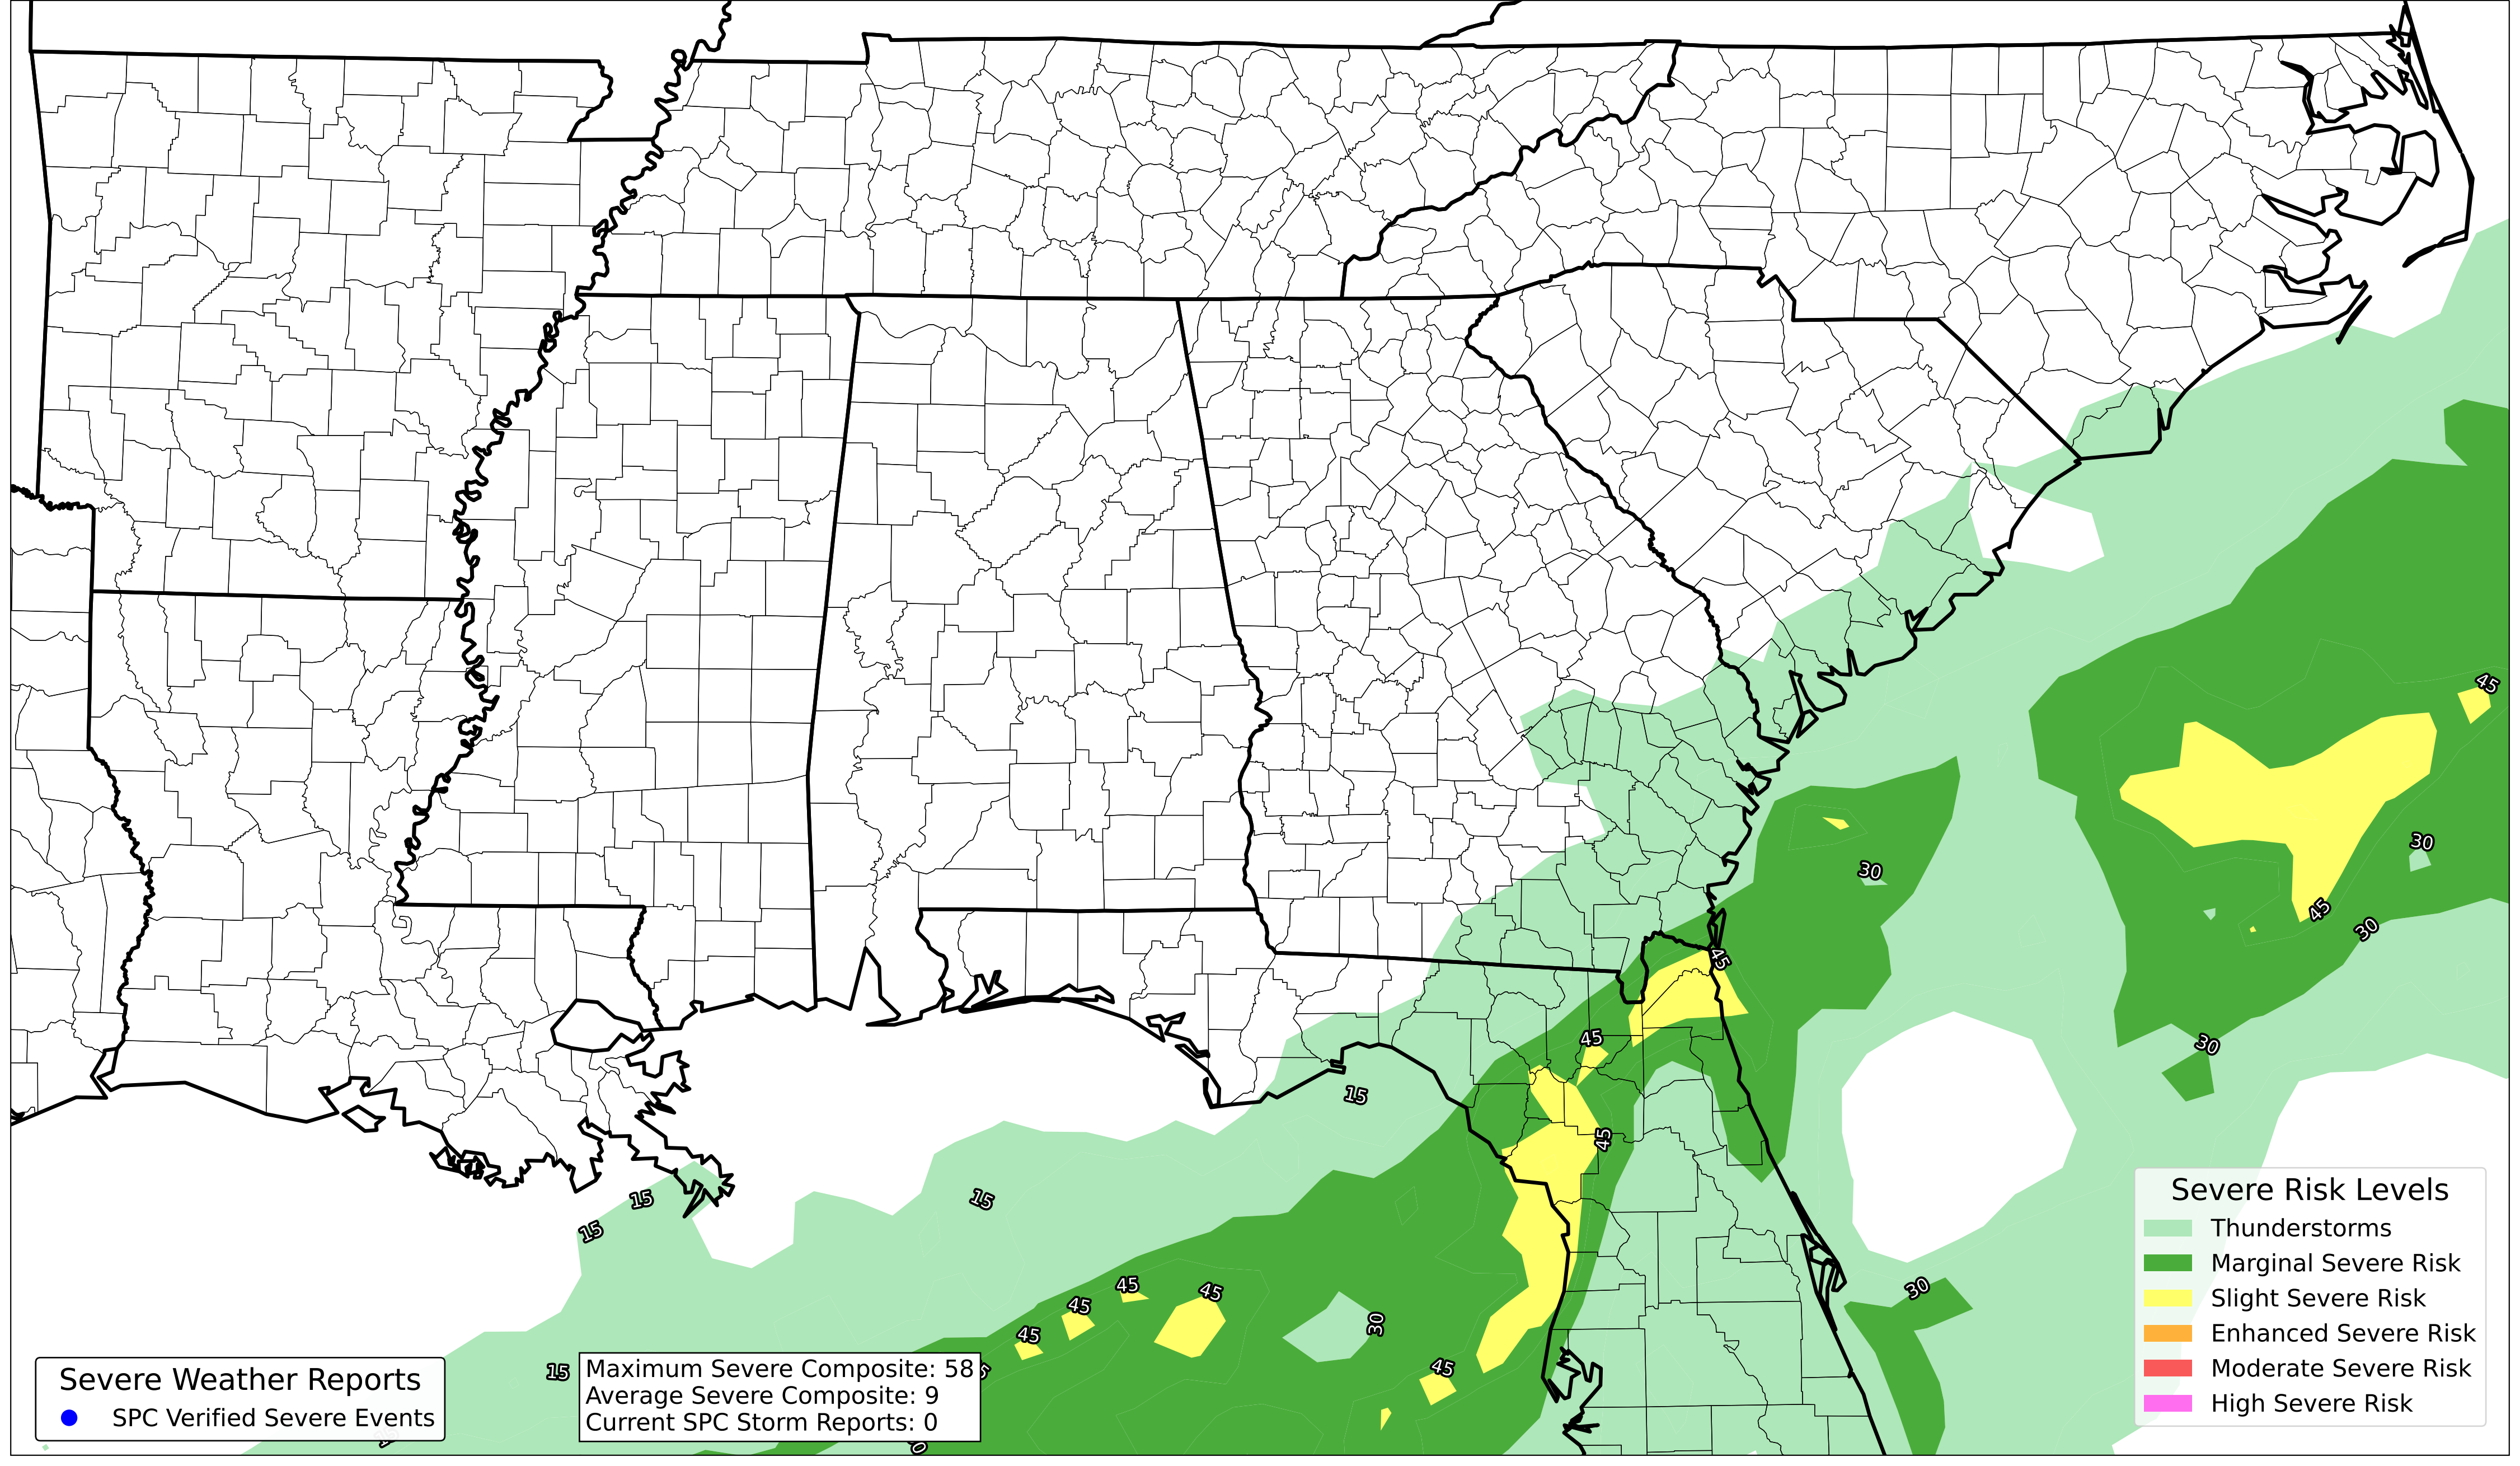 45
30
45
30
45
30
45
45
15
45
15
15
15
30
45
45
45
30
45
45
15
Severe Weather Reports
SPC Verified Severe Events
Maximum Severe Composite: 58
Average Severe Composite: 9
Current SPC Storm Reports: 0
Severe Risk Levels
Thunderstorms
Marginal Severe Risk
Slight Severe Risk
Enhanced Severe Risk
Moderate Severe Risk
High Severe Risk